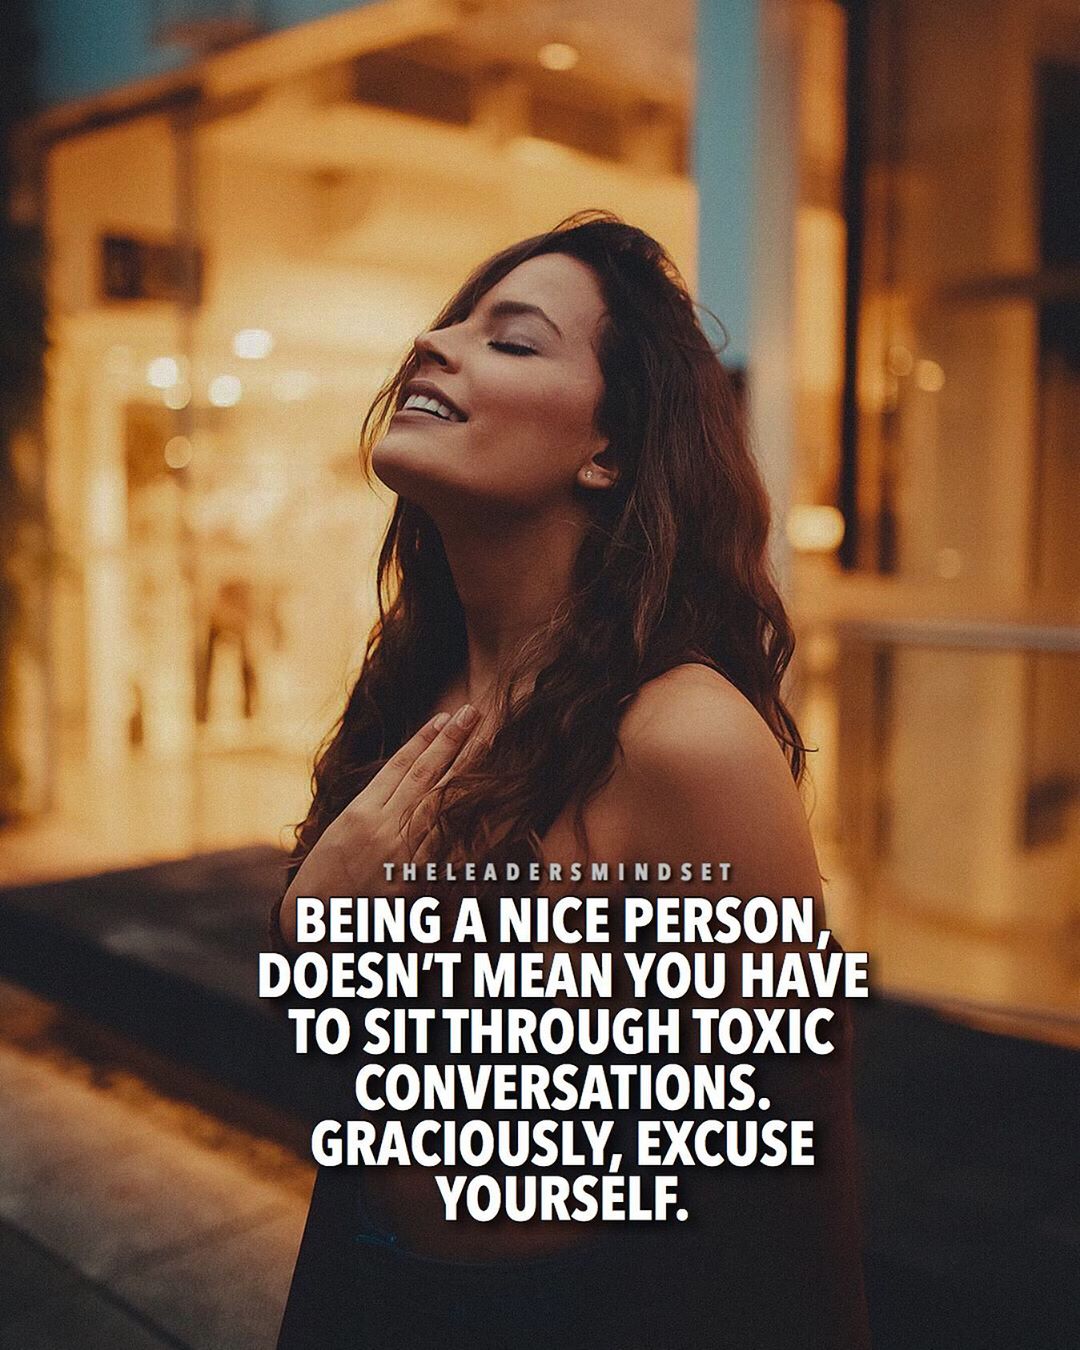 THELEADERSMINDSET
BEING A NICE PERSON,
DOESN'T MEAN YOU HAVE
TO SIT THROUGH TOXIC
CONVERSATIONS.
GRACIOUSLY, EXCUSE
YOURSELF.